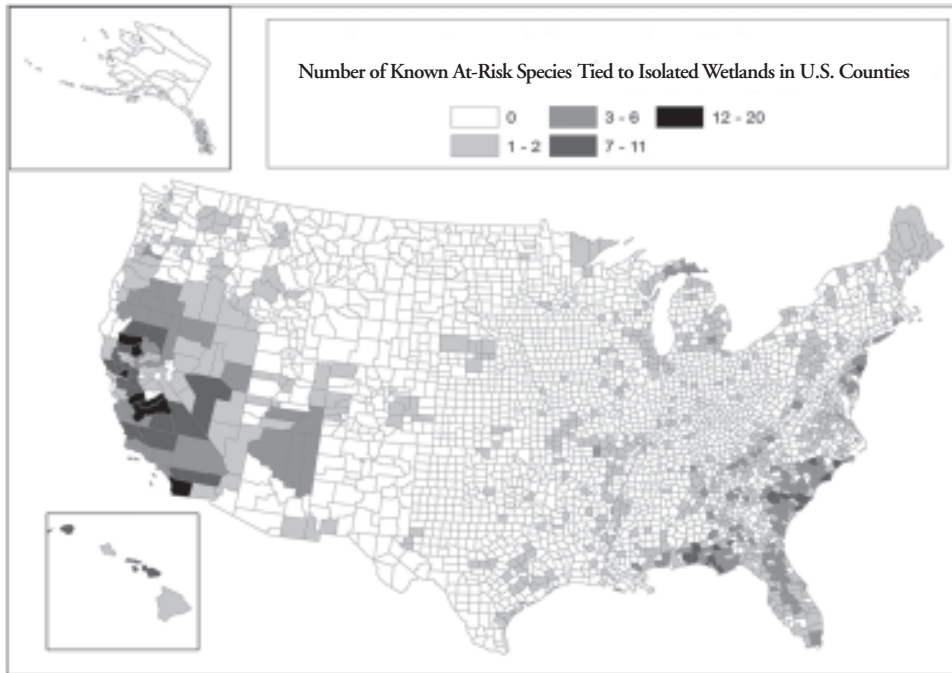 Number of Known At-Risk Species Tied to Isolated Wetlands in U.S. Counties
0 3 - 6 12 - 20
1 - 2 7 - 11